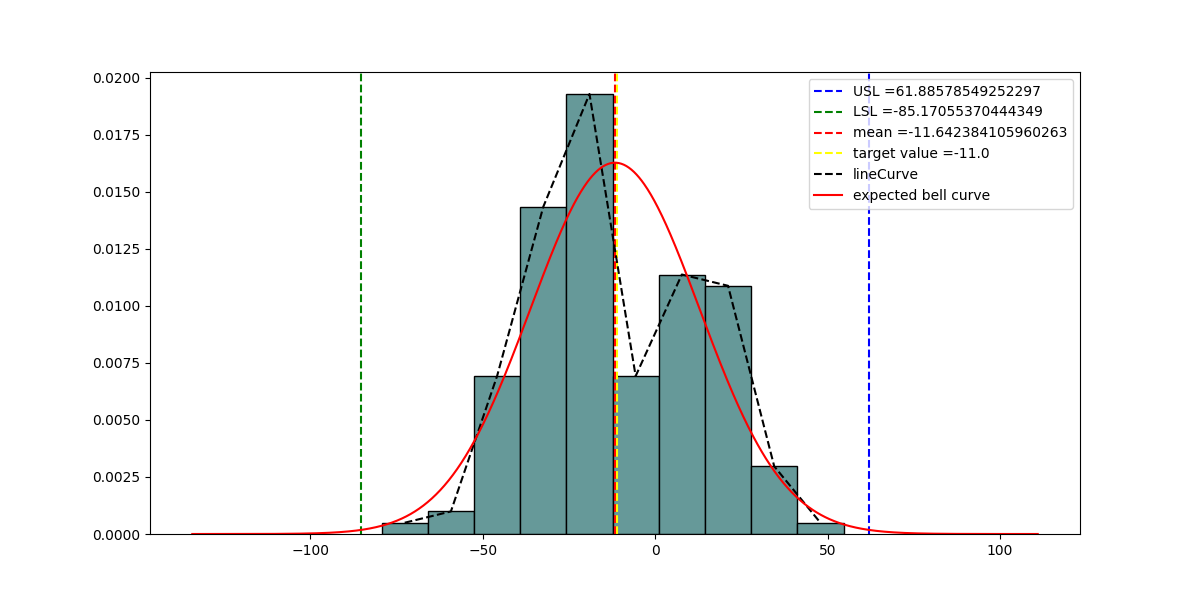 0.0200
0.0175
0.0150
0.0125
0.0100
0.0075
0.0050
0.0025
0.0000
−100
−50
0
50
100
USL =61.88578549252297
LSL =-85.17055370444349
mean =-11.642384105960263
target value =-11.0
lineCurve
expected bell curve